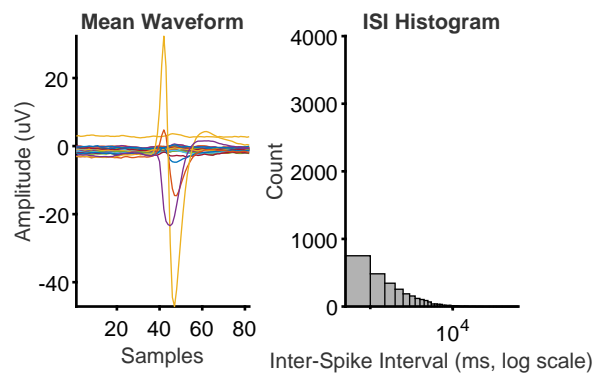 Mean Waveform
Amplitude (uV)
20
0
-20
-40
20
40
60
80
Samples
ISI Histogram
Count
4000
3000
2000
1000
0
10^4
Inter-Spike Interval (ms, log scale)